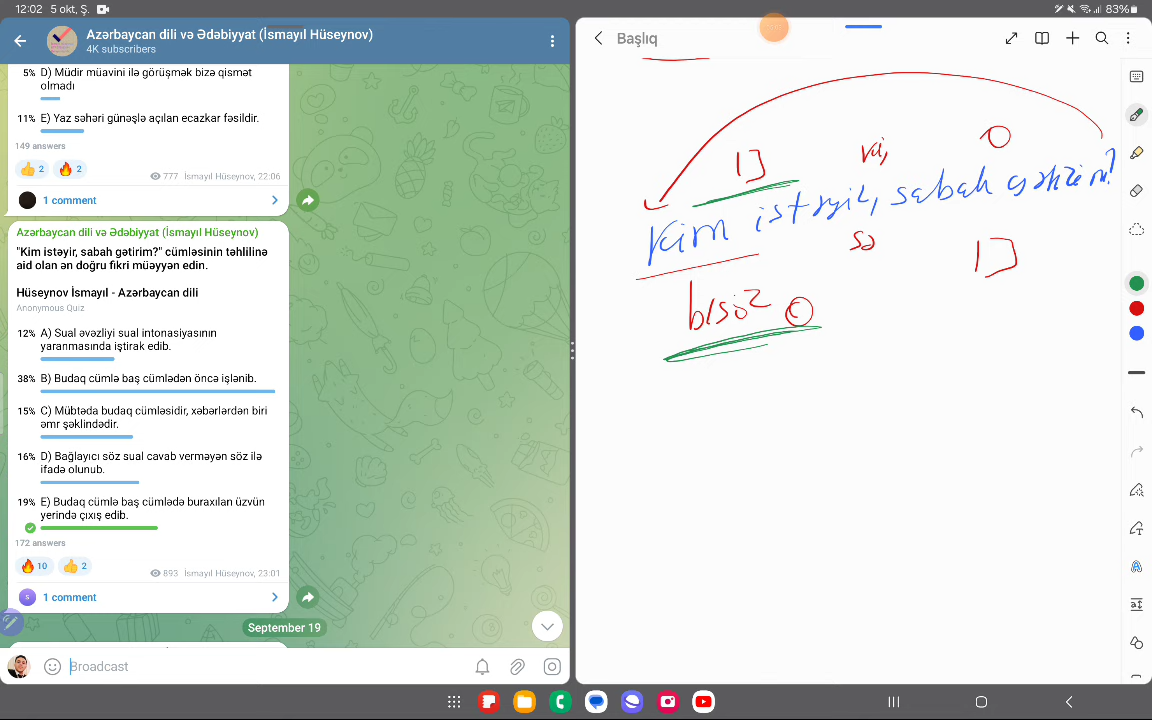 12:02 5 okt, Ş. 83%
Azərbaycan dili və Ədəbiyyat (İsmayıl Hüseynov)
4K subscribers
5% D) Müdir müavini ilə görüşmək bizə qismət
olmadı
11% E) Yaz səhəri günəşlə açılan ecazkar fəsildir.
149 answers
2 2 777 İsmayıl Hüseynov, 22:06
1 comment
Azərbaycan dili və Ədəbiyyat (İsmayıl Hüseynov)
"Kim istəyir, sabah gətirim?" cümləsinin təhlilinə
aid olan ən doğru fikri müəyyən edin.
Hüseynov İsmayıl - Azərbaycan dili
Anonymous Quiz
12% A) Sual əvəzliyi sual intonasiyasının
yaranmasında iştirak edib.
38% B) Budaq cümlə baş cümlədən öncə işlənib.
15% C) Mübtəda budaq cümləsidir, xəbərlərdən biri
əmr şəklindədir.
16% D) Bağlayıcı söz sual cavab verməyən söz ilə
ifadə olunub.
19% E) Budaq cümlə baş cümlədə buraxılan üzvün
yerində çıxış edib.
172 answers
10 2 893 İsmayıl Hüseynov, 23:01
1 comment
September 19
Broadcast
Başlıq
Kim istəyir, sabah gətirim?
sə